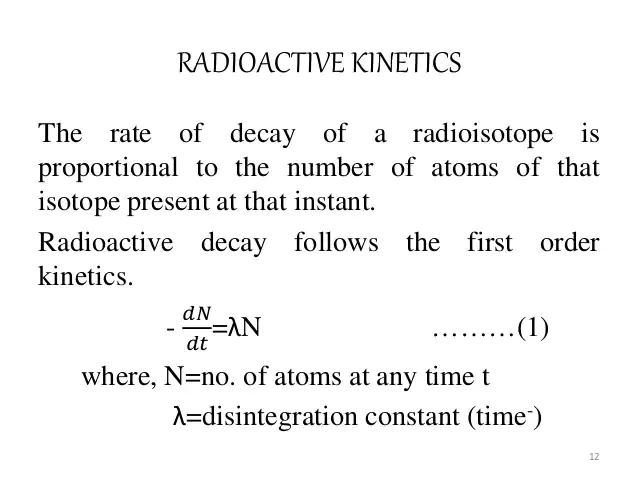 RADIOACTIVE KINETICS
The rate of decay of a radioisotope is
proportional to the number of atoms of that
isotope present at that instant.
Radioactive decay follows the first order
kinetics.
- dN/dt=λN ………(1)
where, N=no. of atoms at any time t
λ=disintegration constant (time⁻)
12